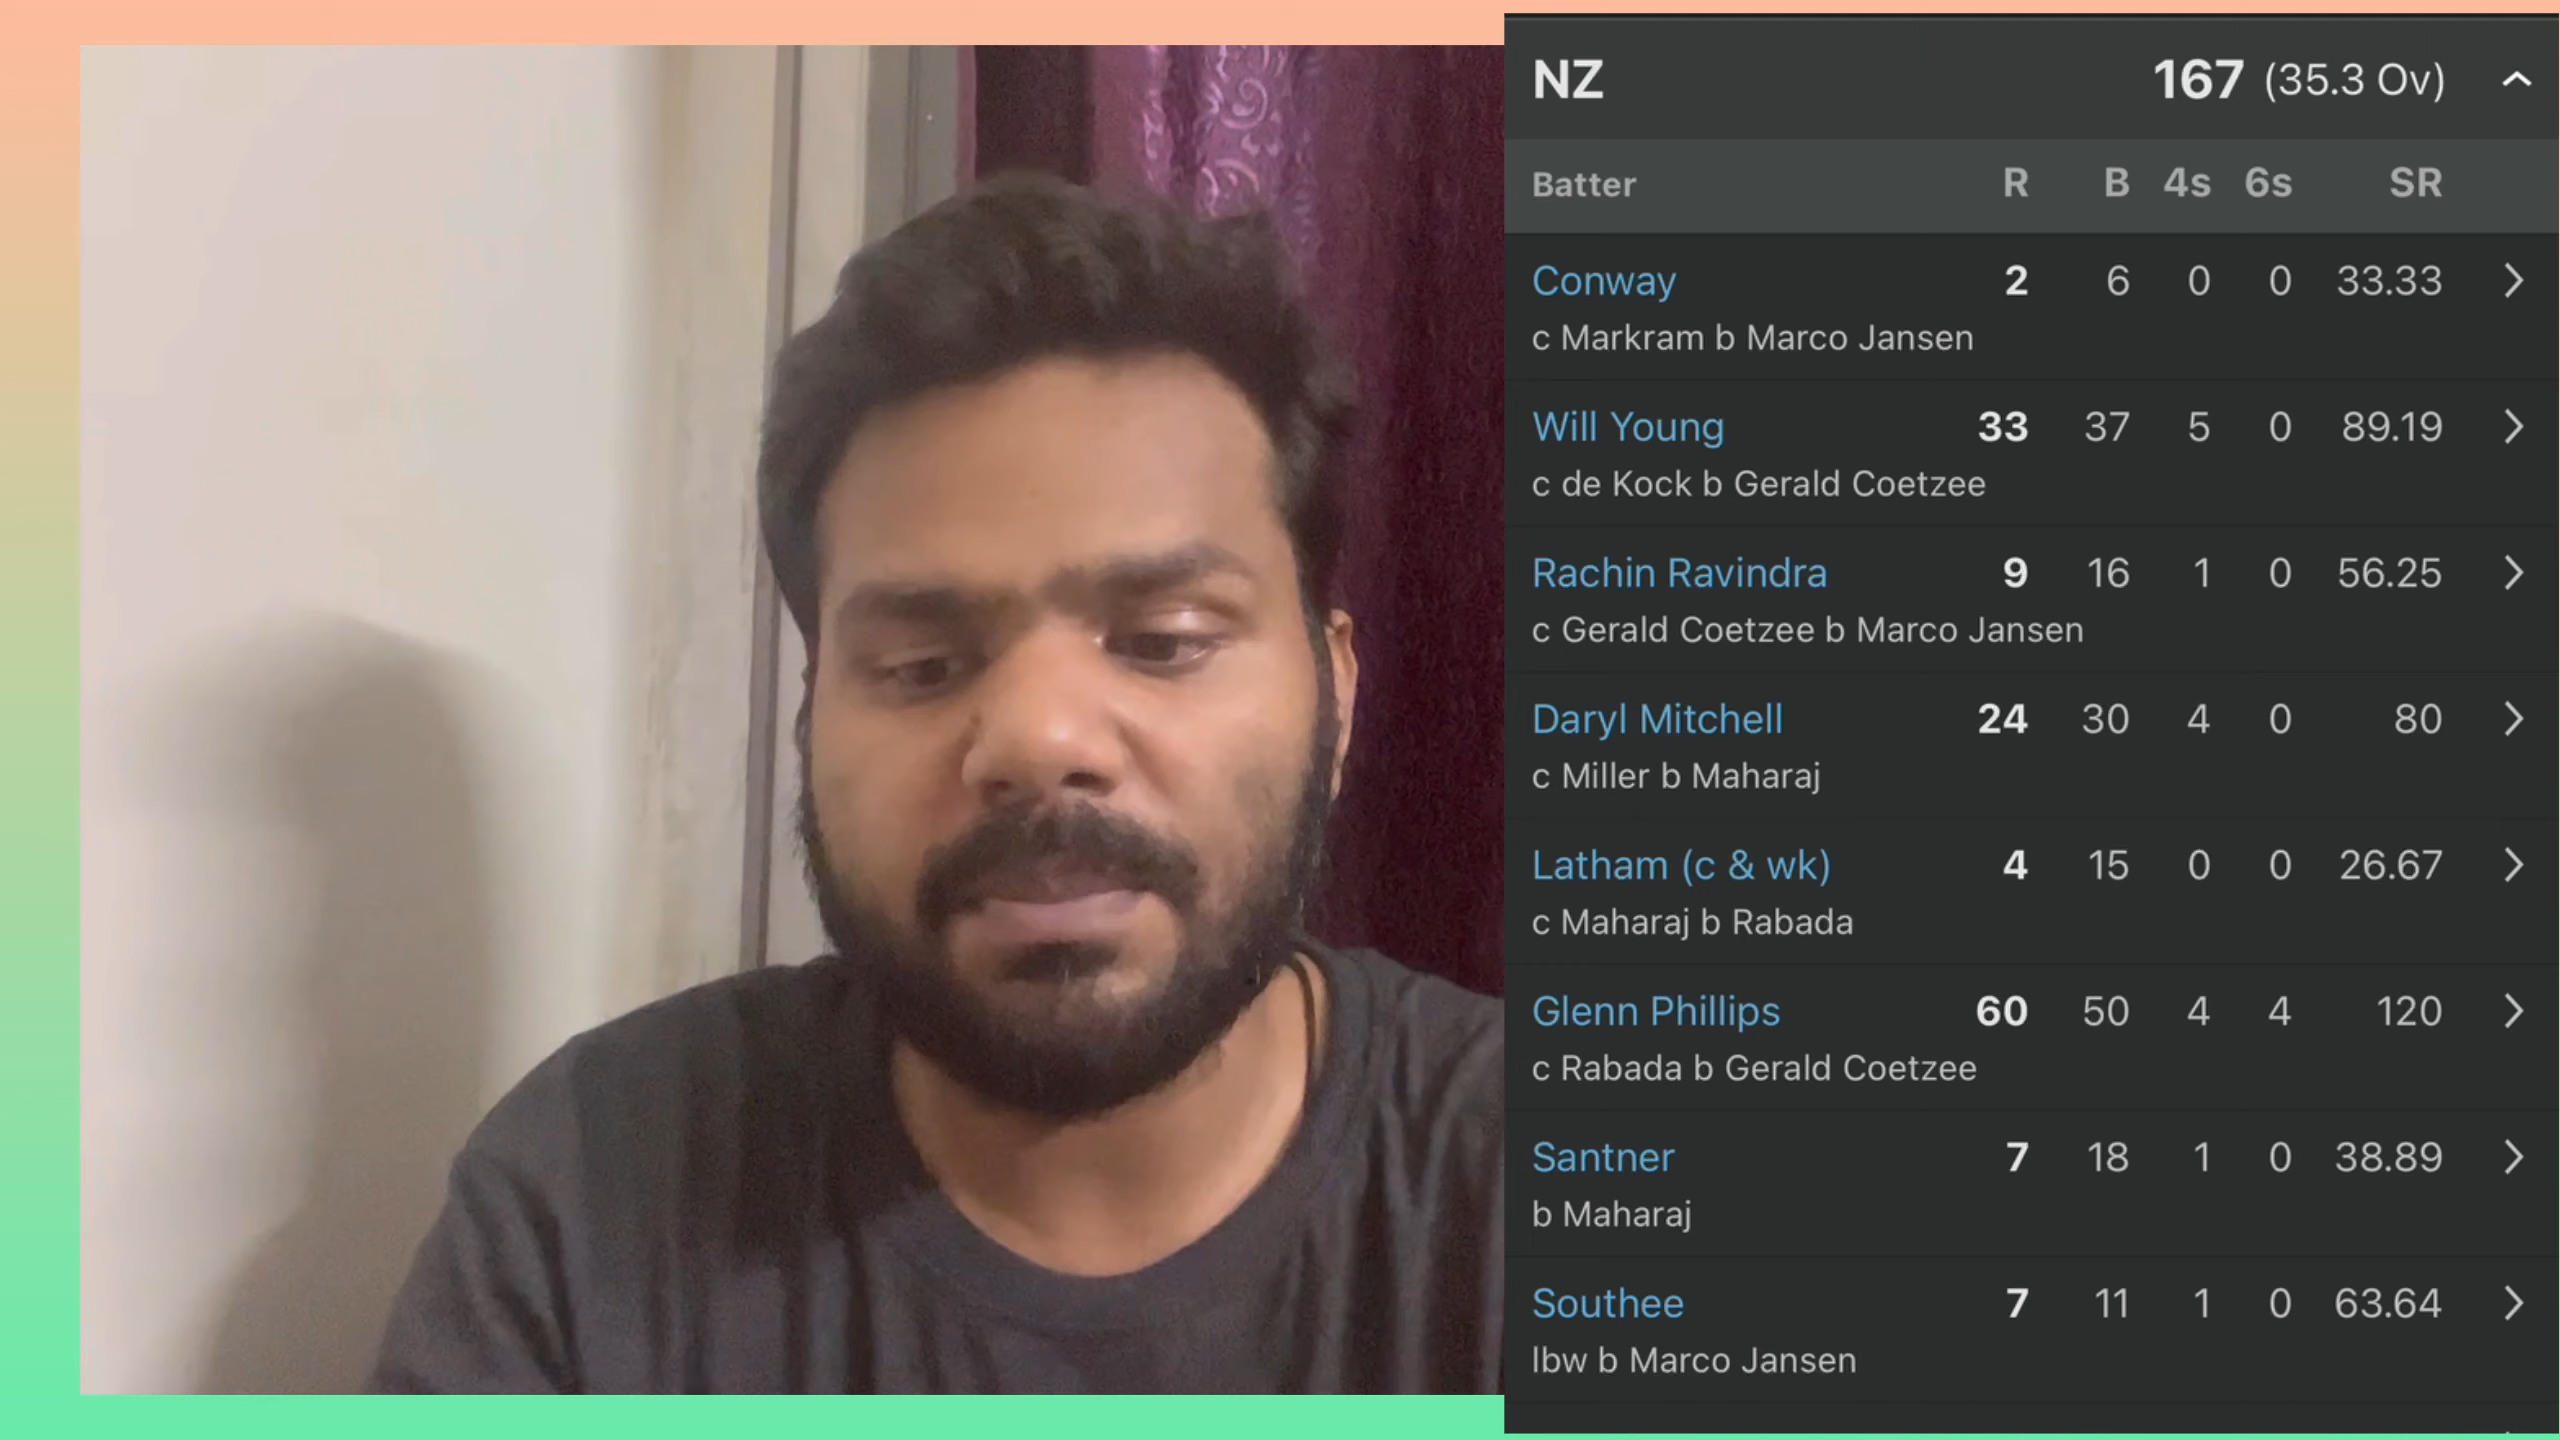 NZ 167 (35.3 Ov)
Batter R B 4s 6s SR
Conway 2 6 0 0 33.33
c Markram b Marco Jansen
Will Young 33 37 5 0 89.19
c de Kock b Gerald Coetzee
Rachin Ravindra 9 16 1 0 56.25
c Gerald Coetzee b Marco Jansen
Daryl Mitchell 24 30 4 0 80
c Miller b Maharaj
Latham (c & wk) 4 15 0 0 26.67
c Maharaj b Rabada
Glenn Phillips 60 50 4 4 120
c Rabada b Gerald Coetzee
Santner 7 18 1 0 38.89
b Maharaj
Southee 7 11 1 0 63.64
lbw b Marco Jansen